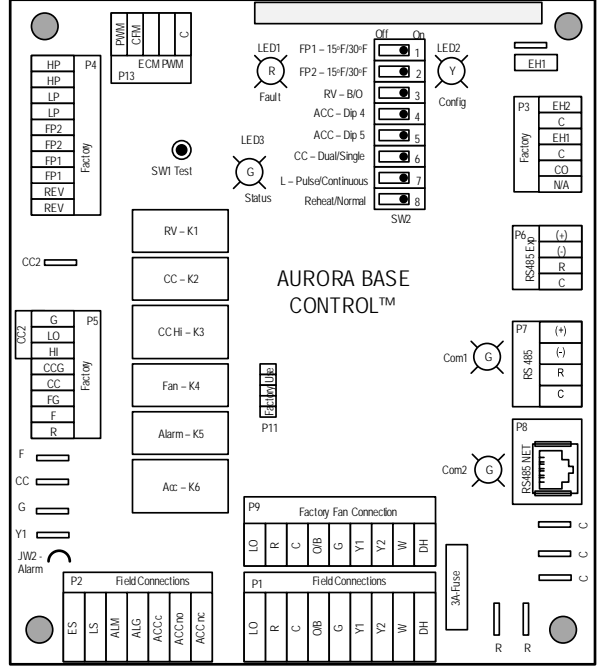 PWM
CFM
C
P13
ECM PWM
LED1
R
Fault
Off
On
FP1 – 15ºF/30ºF
1
FP2 – 15ºF/30ºF
2
RV – B/O
3
ACC – Dip 4
4
ACC – Dip 5
5
CC – Dual/Single
6
L – Pulse/Continuous
7
Reheat/Normal
8
SW2
LED2
Y
Config
EH1
HP
HP
LP
LP
FP2
FP2
FP1
FP1
REV
REV
P4
Factory
SW1 Test
LED3
G
Status
P3
Factory
EH2
C
EH1
C
CO
N/A
RV – K1
CC – K2
CC Hi – K3
Fan – K4
Alarm – K5
Acc – K6
AURORA BASE
CONTROL™
P6
RS485 Exp
(+)
(-)
R
C
CC2
CC2
G
LO
HI
CCG
CC
FG
F
R
P5
Factory
Factory Use
P11
Com1
G
P7
RS 485
(+)
(-)
R
C
Com2
G
P8
RS485 NET
F
CC
G
Y1
JW2 -
Alarm
P9
Factory Fan Connection
LO
R
C
O/B
G
Y1
Y2
W
DH
P2
Field Connections
ES
LS
ALM
ALG
ACCc
ACCno
ACCnc
P1
Field Connections
LO
R
C
O/B
G
Y1
Y2
W
DH
3A-Fuse
C
C
C
R
R